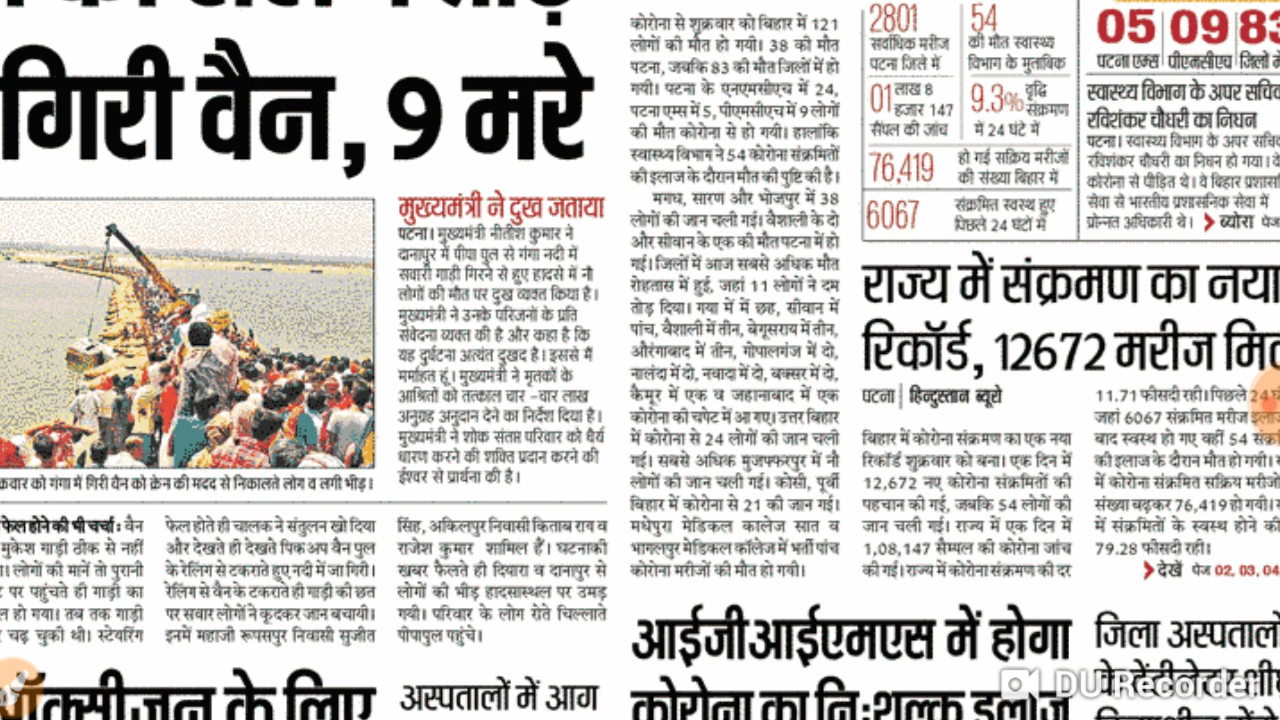 गिरी वैन, 9 मरे
मुख्यमंत्री ने दुख जताया
पटना। मुख्यमंत्री नीतीश कुमार ने
दानापुर में पीपा पुल से गंगा नदी में
सवारी गाड़ी गिरने से हुए हादसे में नौ
लोगों की मौत पर दुख व्यक्त किया है।
मुख्यमंत्री ने उनके परिजनों के प्रति
संवेदना व्यक्त की है और कहा है कि
यह दुर्घटना अत्यंत दुखद है। इससे मैं
मर्माहत हूं। मुख्यमंत्री ने मृतकों के
आश्रितों को तत्काल चार -चार लाख
अनुग्रह अनुदान देने का निर्देश दिया है।
मुख्यमंत्री ने शोक संतप्त परिवार को धैर्य
धारण करने की शक्ति प्रदान करने की
ईश्वर से प्रार्थना की है।
क्रवार को गंगा में गिरी वैन को क्रेन की मदद से निकालते लोग व लगी भीड़।
फेल होने की भी चर्चा: वैन
मुकेश गाड़ी ठीक से नहीं
। लोगों की मानें तो पुरानी
पर पहुंचते ही गाड़ी का
ल हो गया। तब तक गाड़ी
चढ़ चुकी थी। स्टेयरिंग
फेल होते ही चालक ने संतुलन खो दिया
और देखते ही देखते पिकअप वैन पुल
के रेलिंग से टकराते हुए नदी में जा गिरी।
रेलिंग से वैन के टकराते ही गाड़ी की छत
पर सवार लोगों ने कूदकर जान बचायी।
इनमें महाजी रूपसपुर निवासी सुजीत
सिंह, अकिलपुर निवासी किताब राय व
राजेश कुमार शामिल हैं। घटना की
खबर फैलते ही दियारा व दानापुर से
लोगों की भीड़ हादसास्थल पर उमड़
गयी। परिवार के लोग रोते चिल्लाते
पीपापुल पहुंचे।
ऑक्सीजन के लिए
अस्पतालों में आग
कोरोना से शुक्रवार को बिहार में 121
लोगों की मौत हो गयी। 38 की मौत
पटना, जबकि 83 की मौत जिलों में हो
गयी। पटना के एनएमसीएच में 24,
पटना एम्स में 5, पीएमसीएच में 9 लोगों
की मौत कोरोना से हो गयी। हालांकि
स्वास्थ्य विभाग ने 54 कोरोना संक्रमितों
की इलाज के दौरान मौत की पुष्टि की है।
मगध, सारण और भोजपुर में 38
लोगों की जान चली गई। वैशाली के दो
और सीवान के एक की मौत पटना में हो
गई। जिलों में आज सबसे अधिक मौत
रोहतास में हुई, जहां 11 लोगों ने दम
तोड़ दिया। गया में में छह, सीवान में
पांच, वैशाली में तीन, बेगूसराय में तीन,
औरंगाबाद में तीन, गोपालगंज में दो,
नालंदा में दो, नवादा में दो, बक्सर में दो,
कैमूर में एक व जहानाबाद में एक
कोरोना की चपेट में आ गए। उत्तर बिहार
में कोरोना से 24 लोगों की जान चली
गई। सबसे अधिक मुजफ्फरपुर में नौ
लोगों की जान चली गई। कोसी, पूर्वी
बिहार में कोरोना से 21 की जान गई।
मधेपुरा मेडिकल कालेज सात व
भागलपुर मेडिकल कॉलेज में भर्ती पांच
कोरोना मरीजों की मौत हो गयी।
2801
सर्वाधिक मरीज
पटना जिले में
54
की मौत स्वास्थ्य
विभाग के मुताबिक
01 लाख 8
हजार 147
सैंपल की जांच
9.3% वृद्धि
संक्रमण
में 24 घंटे में
76,419 हो गई सक्रिय मरीजों
की संख्या बिहार में
6067 संक्रमित स्वस्थ हुए
पिछले 24 घंटों में
05 09 83
पटना एम्स पीएमसीएच जिलों में
स्वास्थ्य विभाग के अपर सचिव
रविशंकर चौधरी का निधन
पटना। स्वास्थ्य विभाग के अपर सचिव
रविशंकर चौधरी का निधन हो गया।
कोरोना से पीड़ित थे। वे बिहार प्रशासनि
सेवा से भारतीय प्रशासनिक सेवा में
प्रोन्नत अधिकारी थे। ब्योरा पेज
राज्य में संक्रमण का नया
रिकॉर्ड, 12672 मरीज मि
पटना | हिन्दुस्तान ब्यूरो
बिहार में कोरोना संक्रमण का एक नया
रिकॉर्ड शुक्रवार को बना। एक दिन में
12,672 नए कोरोना संक्रमितों की
पहचान की गई, जबकि 54 लोगों की
जान चली गई। राज्य में एक दिन में
1,08,147 सैम्पल की कोरोना जांच
की गई। राज्य में कोरोना संक्रमण की दर
11.71 फीसदी रही। पिछले 24
जहां 6067 संक्रमित मरीज
बाद स्वस्थ हो गए वहीं 54 संक्र
की इलाज के दौरान मौत हो गयी।
में कोरोना संक्रमित सक्रिय मरीजों
संख्या बढ़कर 76,419 हो गयी।
में संक्रमितों के स्वस्थ होने की
79.28 फीसदी रही।
देखें पेज 02, 03, 04
आईजीआईएमएस में होगा
कोरोना का नि:शुल्क इलाज
जिला अस्पतालों
DU Recorder